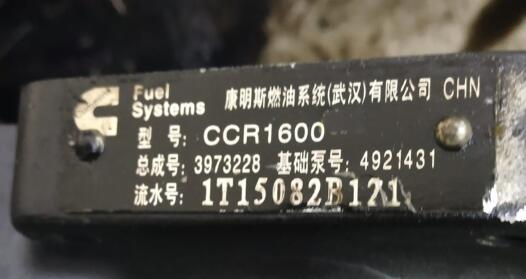 Fuel
Systems 康明斯燃油系统(武汉)有限公司 CHN
型 号: CCR1600
总成号: 3973228 基础泵号: 4921431
流水号: 1T15082B121